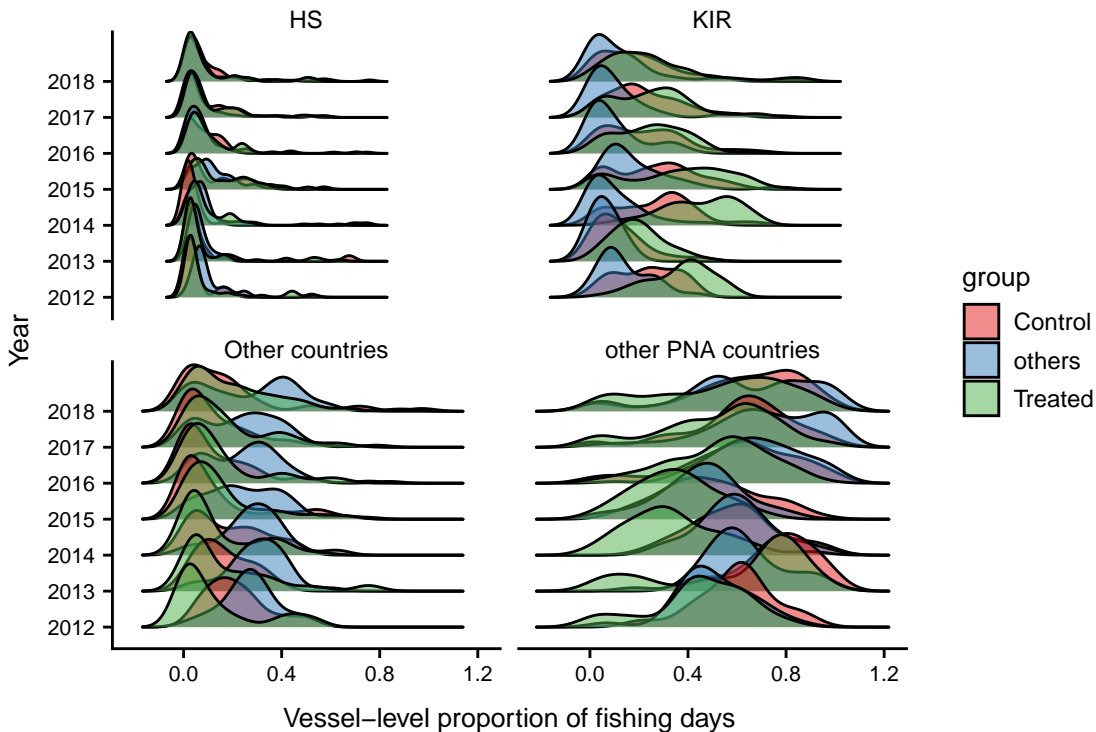 HS
KIR
2018
2017
2016
2015
2014
2013
2012
Year
Other countries
other PNA countries
2018
2017
2016
2015
2014
2013
2012
0.0 0.4 0.8 1.2
0.0 0.4 0.8 1.2
Vessel−level proportion of fishing days
group
Control
others
Treated